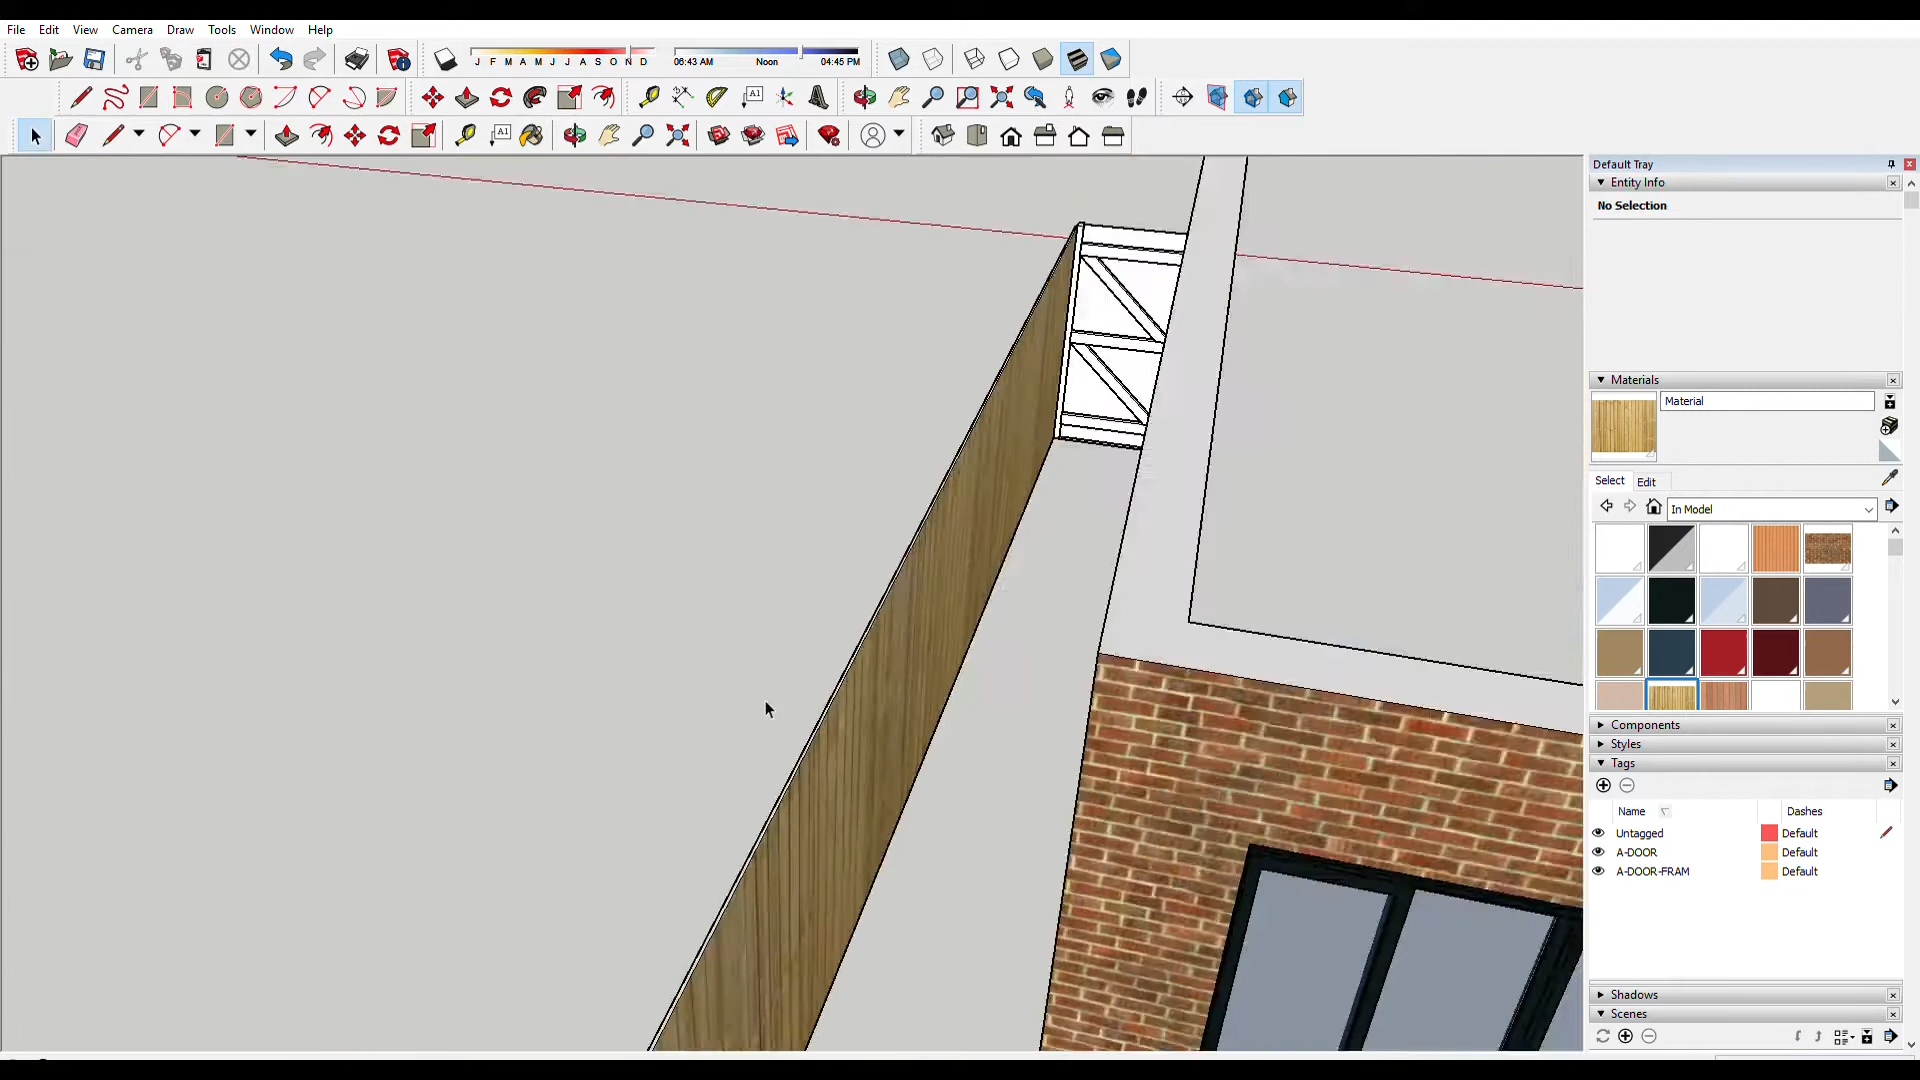 File Edit View Camera Draw Tools Window Help
J F M A M J J A S O N D 06:43 AM Noon 04:45 PM
A1
A1
Default Tray
Entity Info
No Selection
Materials
Material
Select Edit
In Model
Components
Styles
Tags
Name Dashes
Untagged Default
A-DOOR Default
A-DOOR-FRAM Default
Shadows
Scenes